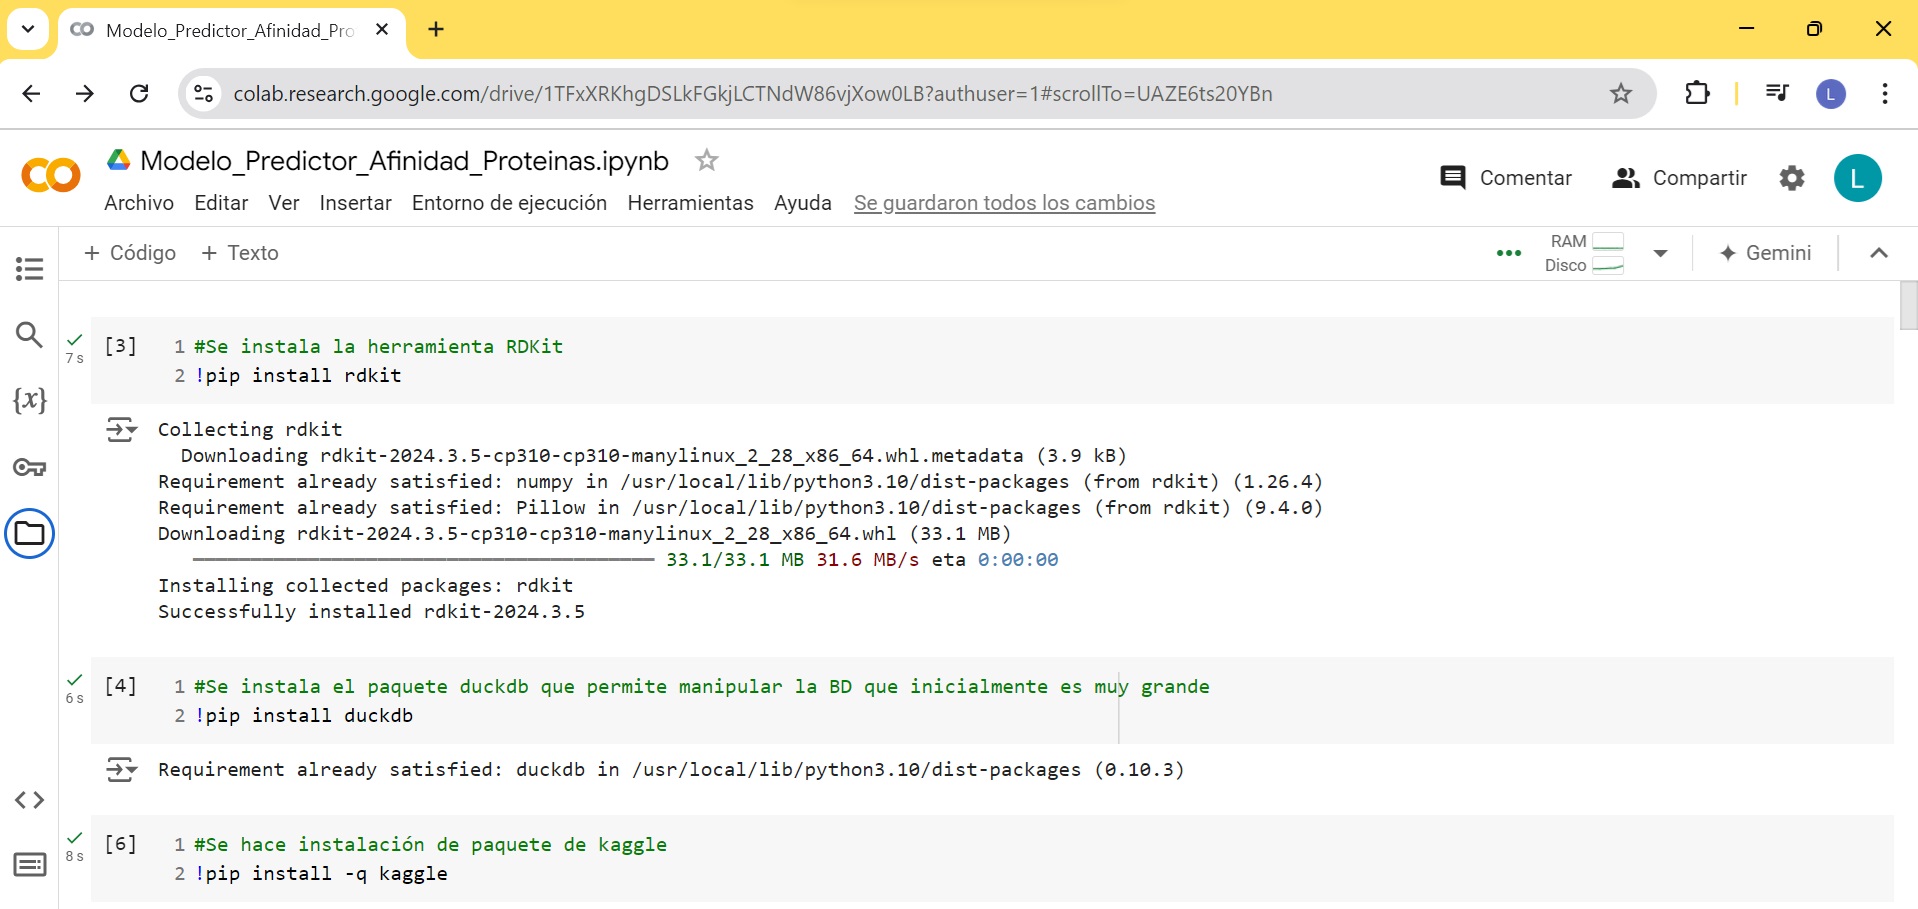 Modelo_Predictor_Afinidad_Pro
colab.research.google.com/drive/1TFxXRKhgDSLkFGkjLCTNdW86vjXow0LB?authuser=1#scrollTo=UAZE6ts20YBn
L
Modelo_Predictor_Afinidad_Proteinas.ipynb
Comentar
Compartir
L
Archivo Editar Ver Insertar Entorno de ejecución Herramientas Ayuda Se guardaron todos los cambios
+ Código + Texto
RAM
Disco
Gemini
[3]
7 s
1 #Se instala la herramienta RDKit
2 !pip install rdkit
Collecting rdkit
Downloading rdkit-2024.3.5-cp310-cp310-manylinux_2_28_x86_64.whl.metadata (3.9 kB)
Requirement already satisfied: numpy in /usr/local/lib/python3.10/dist-packages (from rdkit) (1.26.4)
Requirement already satisfied: Pillow in /usr/local/lib/python3.10/dist-packages (from rdkit) (9.4.0)
Downloading rdkit-2024.3.5-cp310-cp310-manylinux_2_28_x86_64.whl (33.1 MB)
33.1/33.1 MB 31.6 MB/s eta 0:00:00
Installing collected packages: rdkit
Successfully installed rdkit-2024.3.5
[4]
6 s
1 #Se instala el paquete duckdb que permite manipular la BD que inicialmente es muy grande
2 !pip install duckdb
Requirement already satisfied: duckdb in /usr/local/lib/python3.10/dist-packages (0.10.3)
[6]
8 s
1 #Se hace instalación de paquete de kaggle
2 !pip install -q kaggle